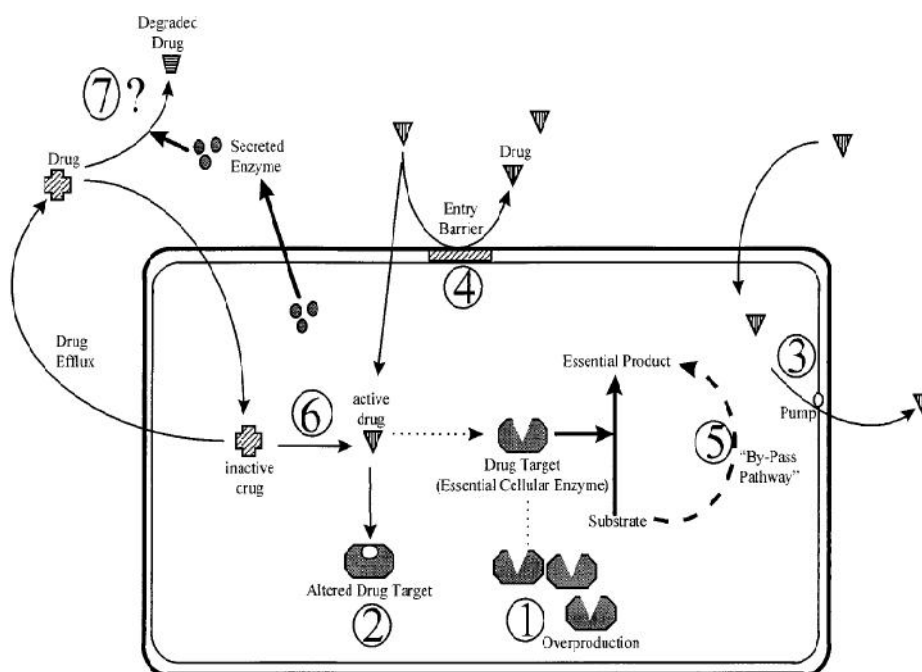 Degraded
Drug
7 ?
Drug
Secreted
Enzyme
Drug
Entry
Barrier
4
Drug
Efflux
3
Pump
Essential Product
5
"By-Pass
Pathway"
6
active
drug
inactive
crug
Drug Target
(Essential Cellular Enzyme)
Substrate
Altered Drug Target
2
1
Overproduction